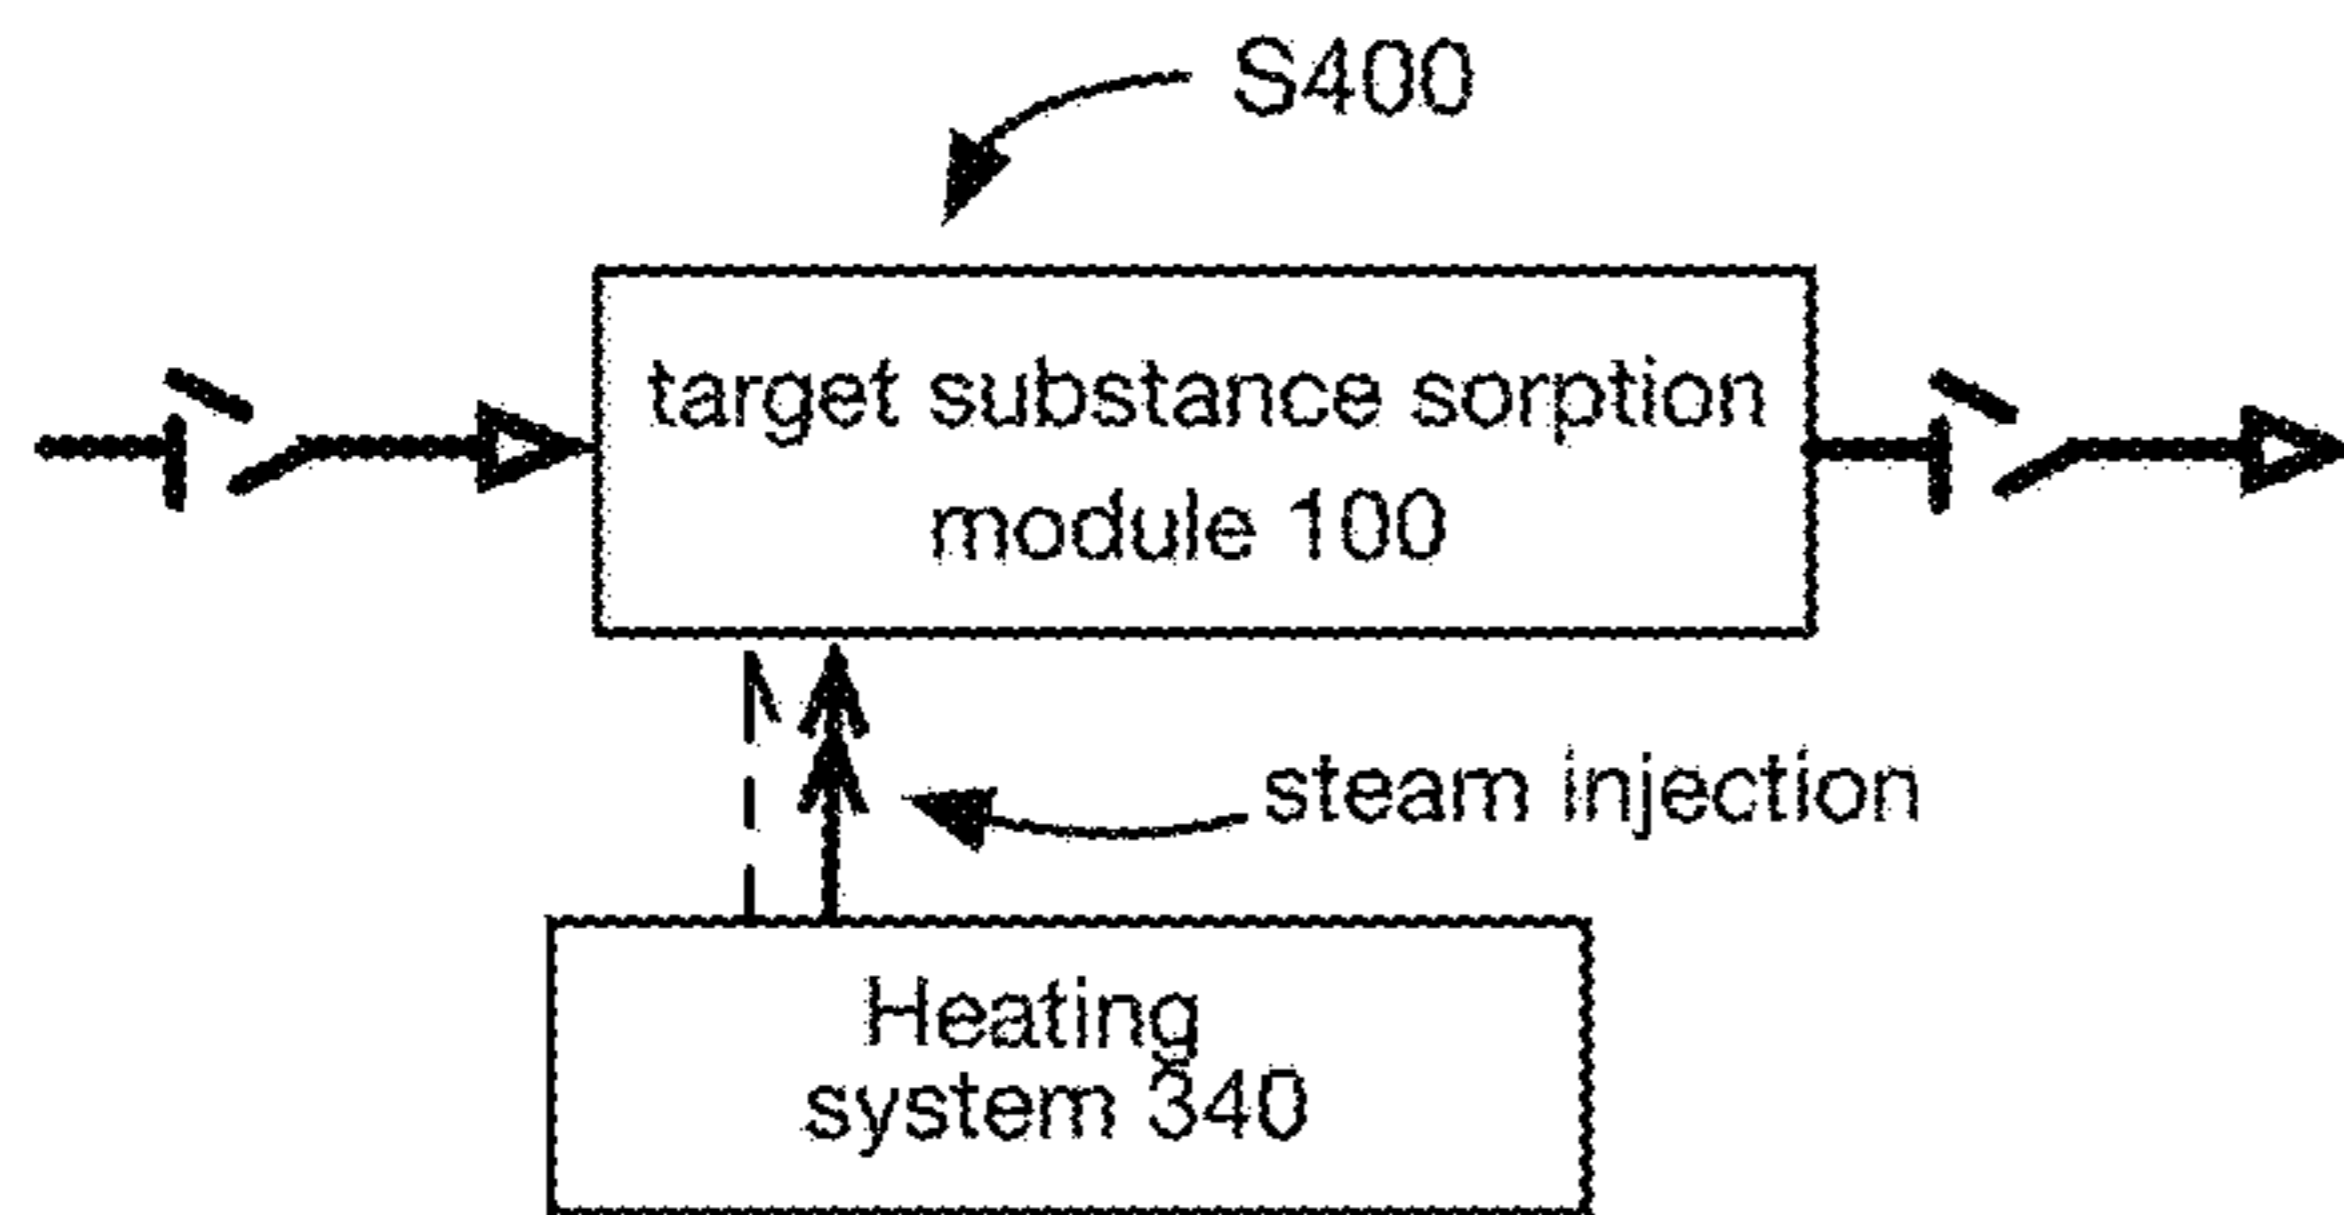 S400
target substance sorption
module 100
steam injection
Heating
system 340